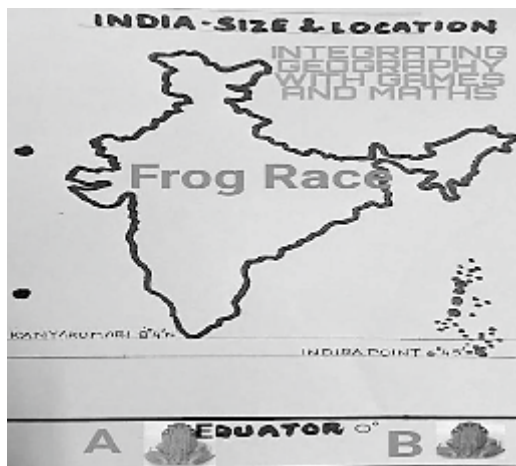 INDIA-SIZE & LOCATION
INTEGRATING
GEOGRAPHY
WITH GAMES
AND MATHS
Frog Race
KANYAKUMARI 8°4'N
INDIRA POINT 6°45'N
A EQUATOR 0° B